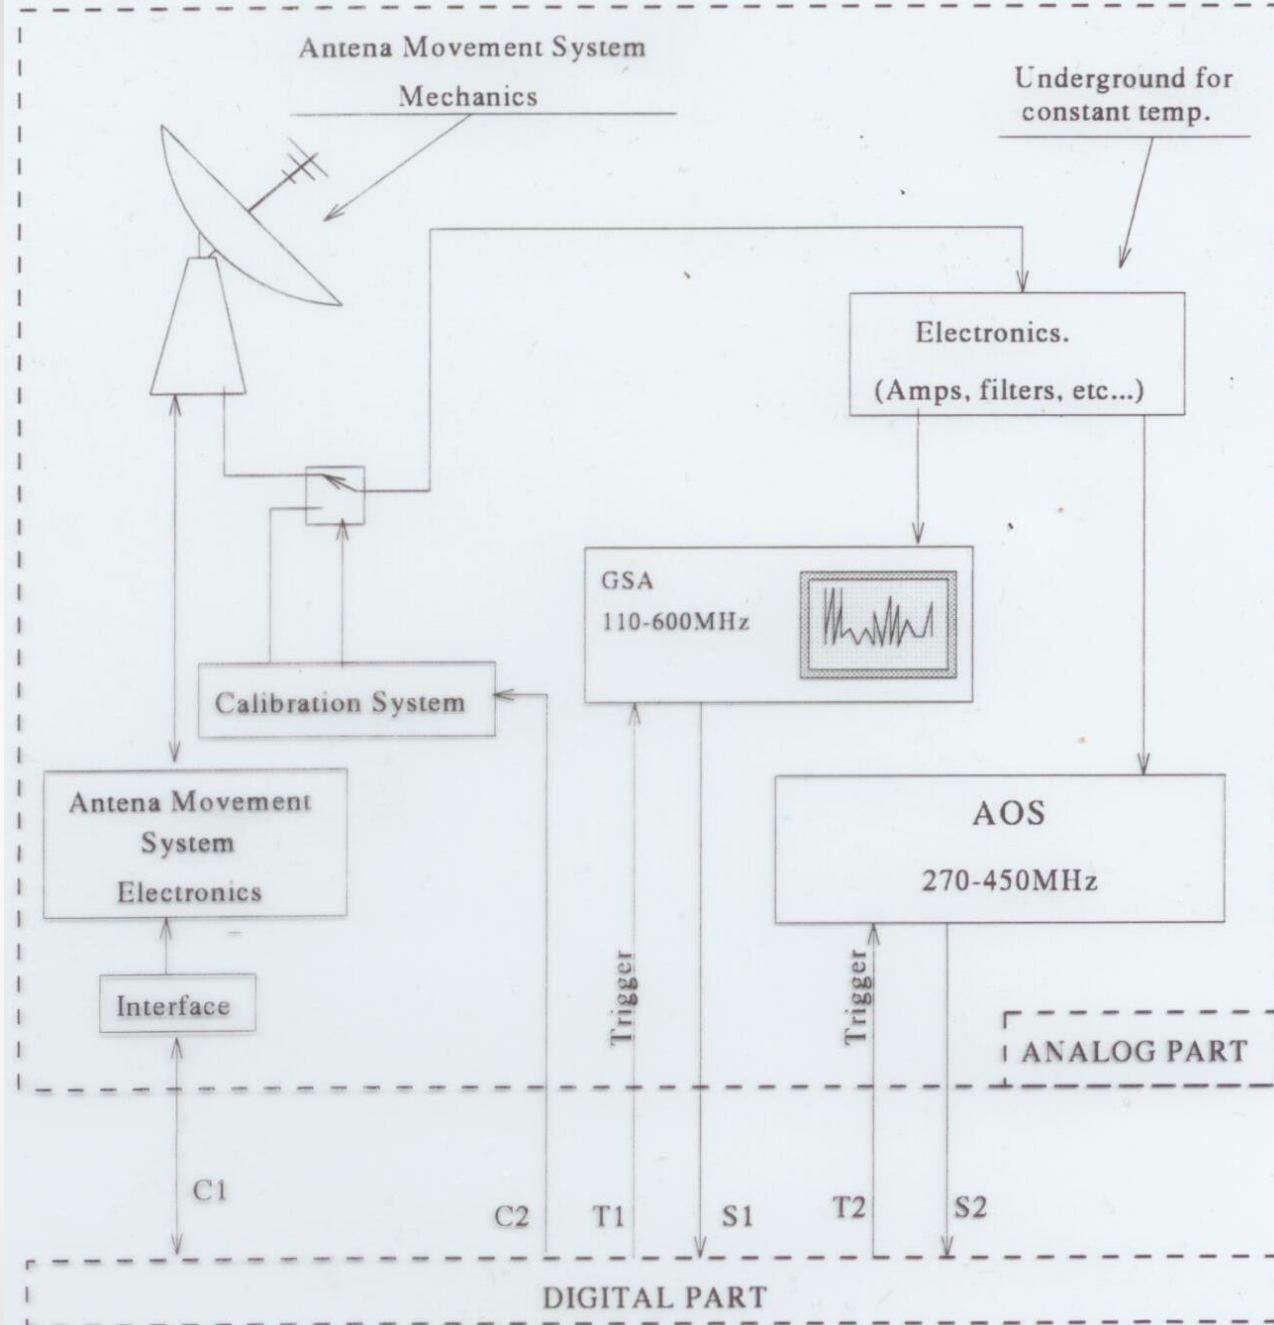 Antena Movement System
Mechanics
Underground for
constant temp.
Electronics.
(Amps, filters, etc...)
GSA
110-600MHz
Calibration System
Antena Movement
System
Electronics
AOS
270-450MHz
Interface
Trigger
Trigger
ANALOG PART
C1
C2
T1
S1
T2
S2
DIGITAL PART